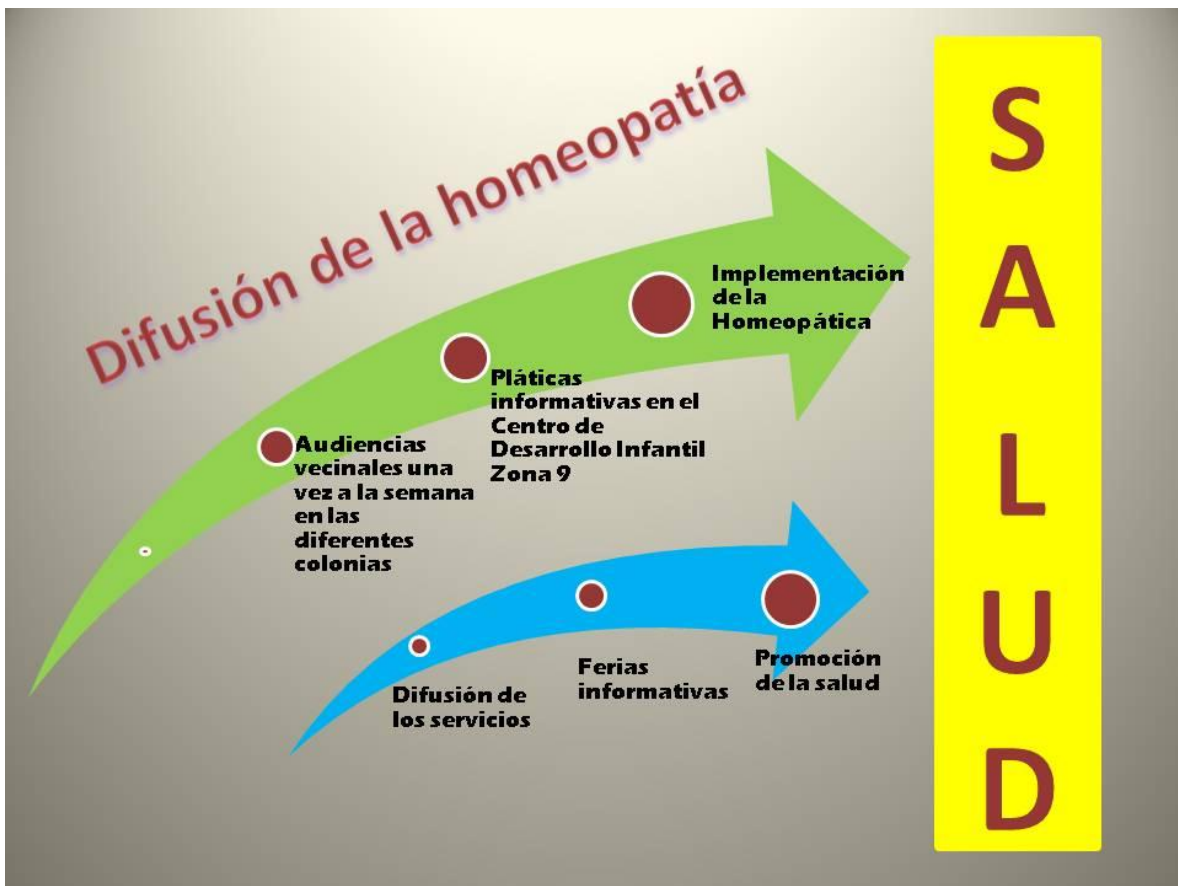 Difusión de la homeopatía
Implementación
de la
Homeopática
Pláticas
informativas en el
Centro de
Desarrollo Infantil
Zona 9
Audiencias
vecinales una
vez a la semana
en las
diferentes
colonias
Difusión de
los servicios
Ferias
informativas
Promoción
de la salud
S
A
L
U
D